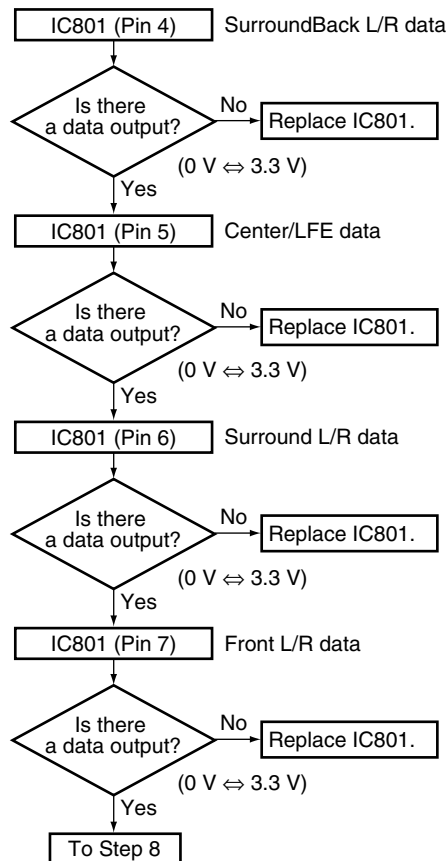 IC801 (Pin 4) SurroundBack L/R data
Is there
a data output?
No
Replace IC801.
(0 V ⇔ 3.3 V)
Yes
IC801 (Pin 5) Center/LFE data
Is there
a data output?
No
Replace IC801.
(0 V ⇔ 3.3 V)
Yes
IC801 (Pin 6) Surround L/R data
Is there
a data output?
No
Replace IC801.
(0 V ⇔ 3.3 V)
Yes
IC801 (Pin 7) Front L/R data
Is there
a data output?
No
Replace IC801.
(0 V ⇔ 3.3 V)
Yes
To Step 8